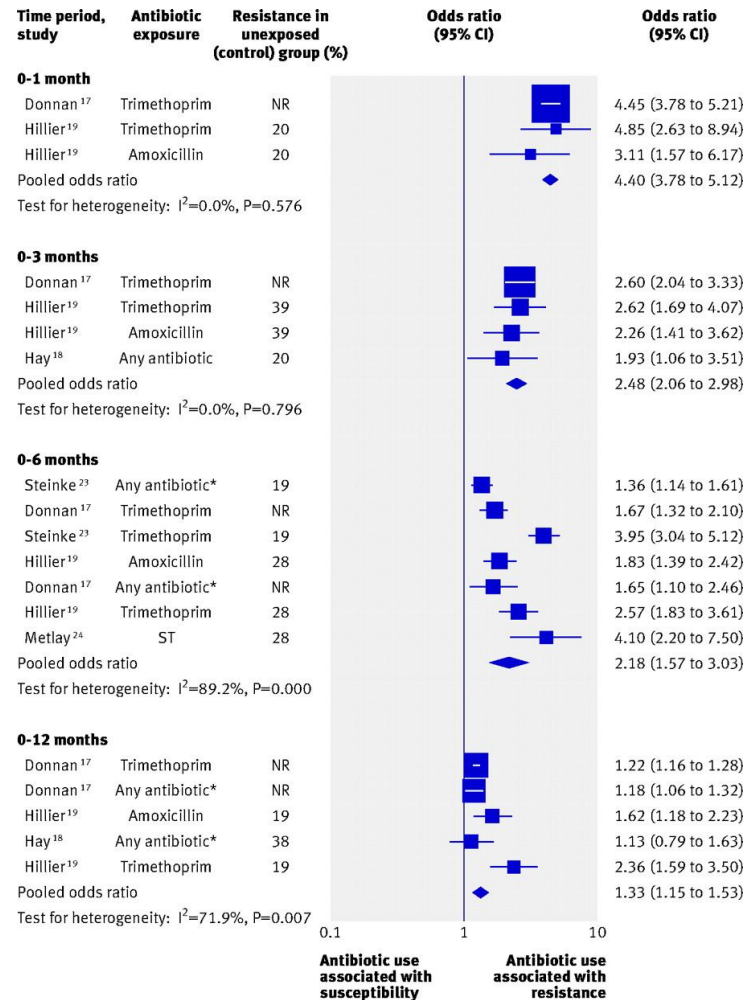 Time period, study Antibiotic exposure Resistance in unexposed (control) group (%) Odds ratio (95% CI) Odds ratio (95% CI)
0-1 month
Donnan 17 Trimethoprim NR 4.45 (3.78 to 5.21)
Hillier 19 Trimethoprim 20 4.85 (2.63 to 8.94)
Hillier 19 Amoxicillin 20 3.11 (1.57 to 6.17)
Pooled odds ratio 4.40 (3.78 to 5.12)
Test for heterogeneity: I²=0.0%, P=0.576
0-3 months
Donnan 17 Trimethoprim NR 2.60 (2.04 to 3.33)
Hillier 19 Trimethoprim 39 2.62 (1.69 to 4.07)
Hillier 19 Amoxicillin 39 2.26 (1.41 to 3.62)
Hay 18 Any antibiotic 20 1.93 (1.06 to 3.51)
Pooled odds ratio 2.48 (2.06 to 2.98)
Test for heterogeneity: I²=0.0%, P=0.796
0-6 months
Steinke 23 Any antibiotic* 19 1.36 (1.14 to 1.61)
Donnan 17 Trimethoprim NR 1.67 (1.32 to 2.10)
Steinke 23 Trimethoprim 19 3.95 (3.04 to 5.12)
Hillier 19 Amoxicillin 28 1.83 (1.39 to 2.42)
Donnan 17 Any antibiotic* NR 1.65 (1.10 to 2.46)
Hillier 19 Trimethoprim 28 2.57 (1.83 to 3.61)
Metlay 24 ST 28 4.10 (2.20 to 7.50)
Pooled odds ratio 2.18 (1.57 to 3.03)
Test for heterogeneity: I²=89.2%, P=0.000
0-12 months
Donnan 17 Trimethoprim NR 1.22 (1.16 to 1.28)
Donnan 17 Any antibiotic* NR 1.18 (1.06 to 1.32)
Hillier 19 Amoxicillin 19 1.62 (1.18 to 2.23)
Hay 18 Any antibiotic* 38 1.13 (0.79 to 1.63)
Hillier 19 Trimethoprim 19 2.36 (1.59 to 3.50)
Pooled odds ratio 1.33 (1.15 to 1.53)
Test for heterogeneity: I²=71.9%, P=0.007
0.1 1 10
Antibiotic use Antibiotic use
associated with associated with
susceptibility resistance